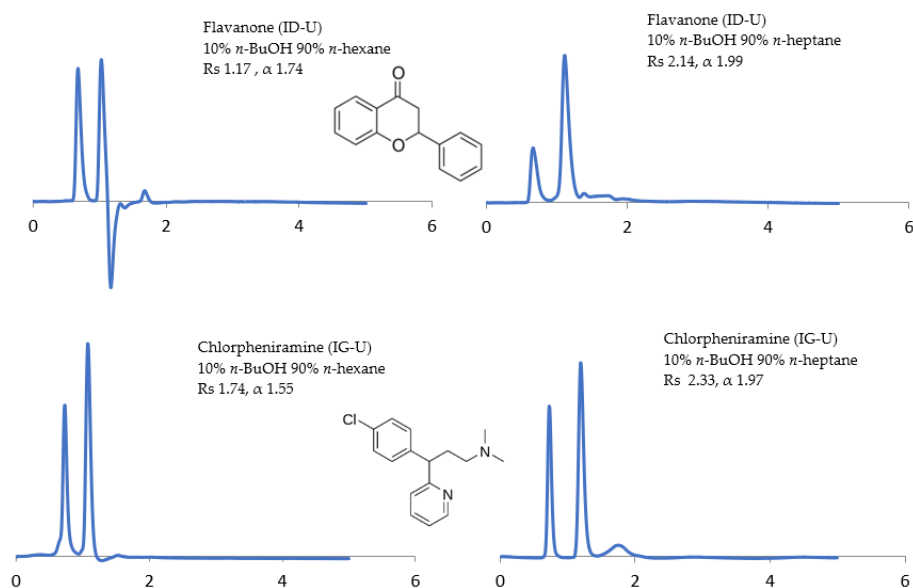 Flavanone (ID-U)
10% n-BuOH 90% n-hexane
Rs 1.17 , α 1.74
O
O
0 2 4 6
Flavanone (ID-U)
10% n-BuOH 90% n-heptane
Rs 2.14, α 1.99
0 2 4 6
Chlorpheniramine (IG-U)
10% n-BuOH 90% n-hexane
Rs 1.74, α 1.55
Cl
N
N
0 2 4 6
Chlorpheniramine (IG-U)
10% n-BuOH 90% n-heptane
Rs 2.33, α 1.97
0 2 4 6